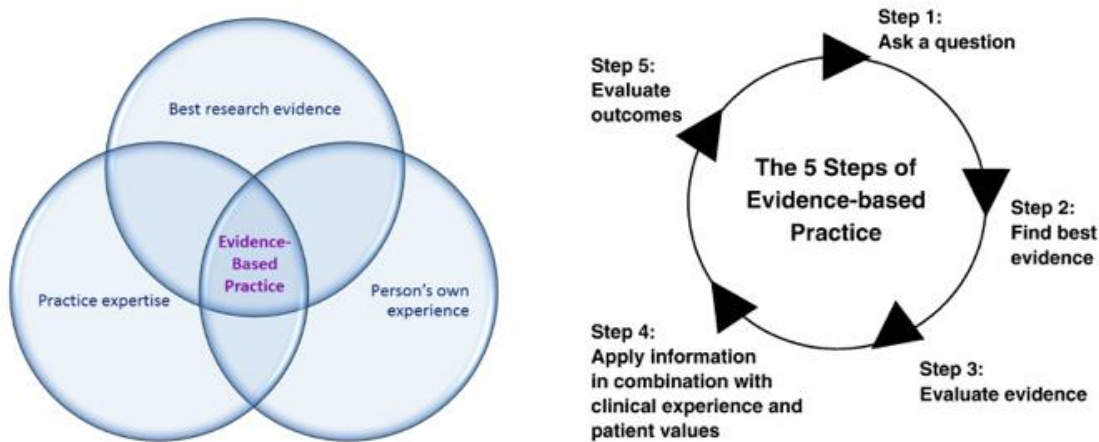 Best research evidence
Evidence-
Based
Practice
Practice expertise
Person's own
experience
Step 1:
Ask a question
Step 5:
Evaluate
outcomes
The 5 Steps of
Evidence-based
Practice
Step 2:
Find best
evidence
Step 4:
Apply information
in combination with
clinical experience and
patient values
Step 3:
Evaluate evidence